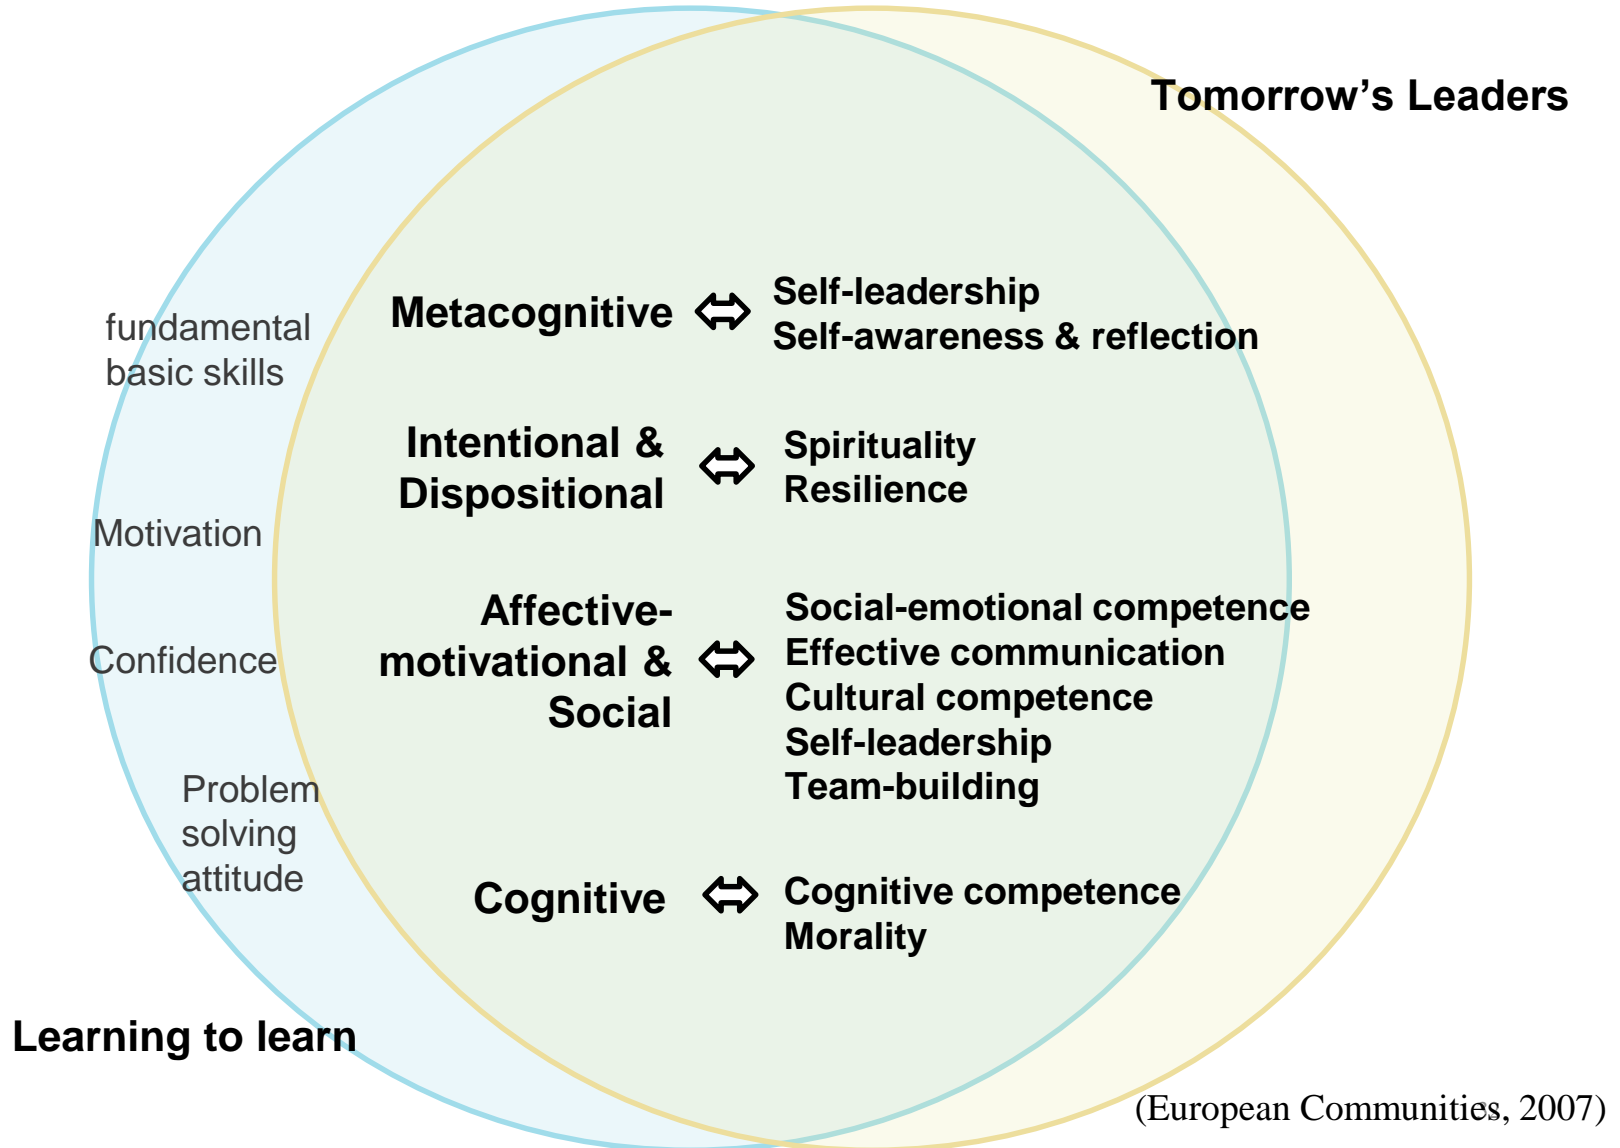 Tomorrow’s Leaders
fundamental
basic skills
Motivation
Confidence
Problem
solving
attitude
Metacognitive ⬄ Self-leadership
Self-awareness & reflection
Intentional &
Dispositional
⬄
Spirituality
Resilience
Affective-
motivational &
Social
⬄
Social-emotional competence
Effective communication
Cultural competence
Self-leadership
Team-building
Cognitive ⬄ Cognitive competence
Morality
Learning to learn
(European Communities, 2007)